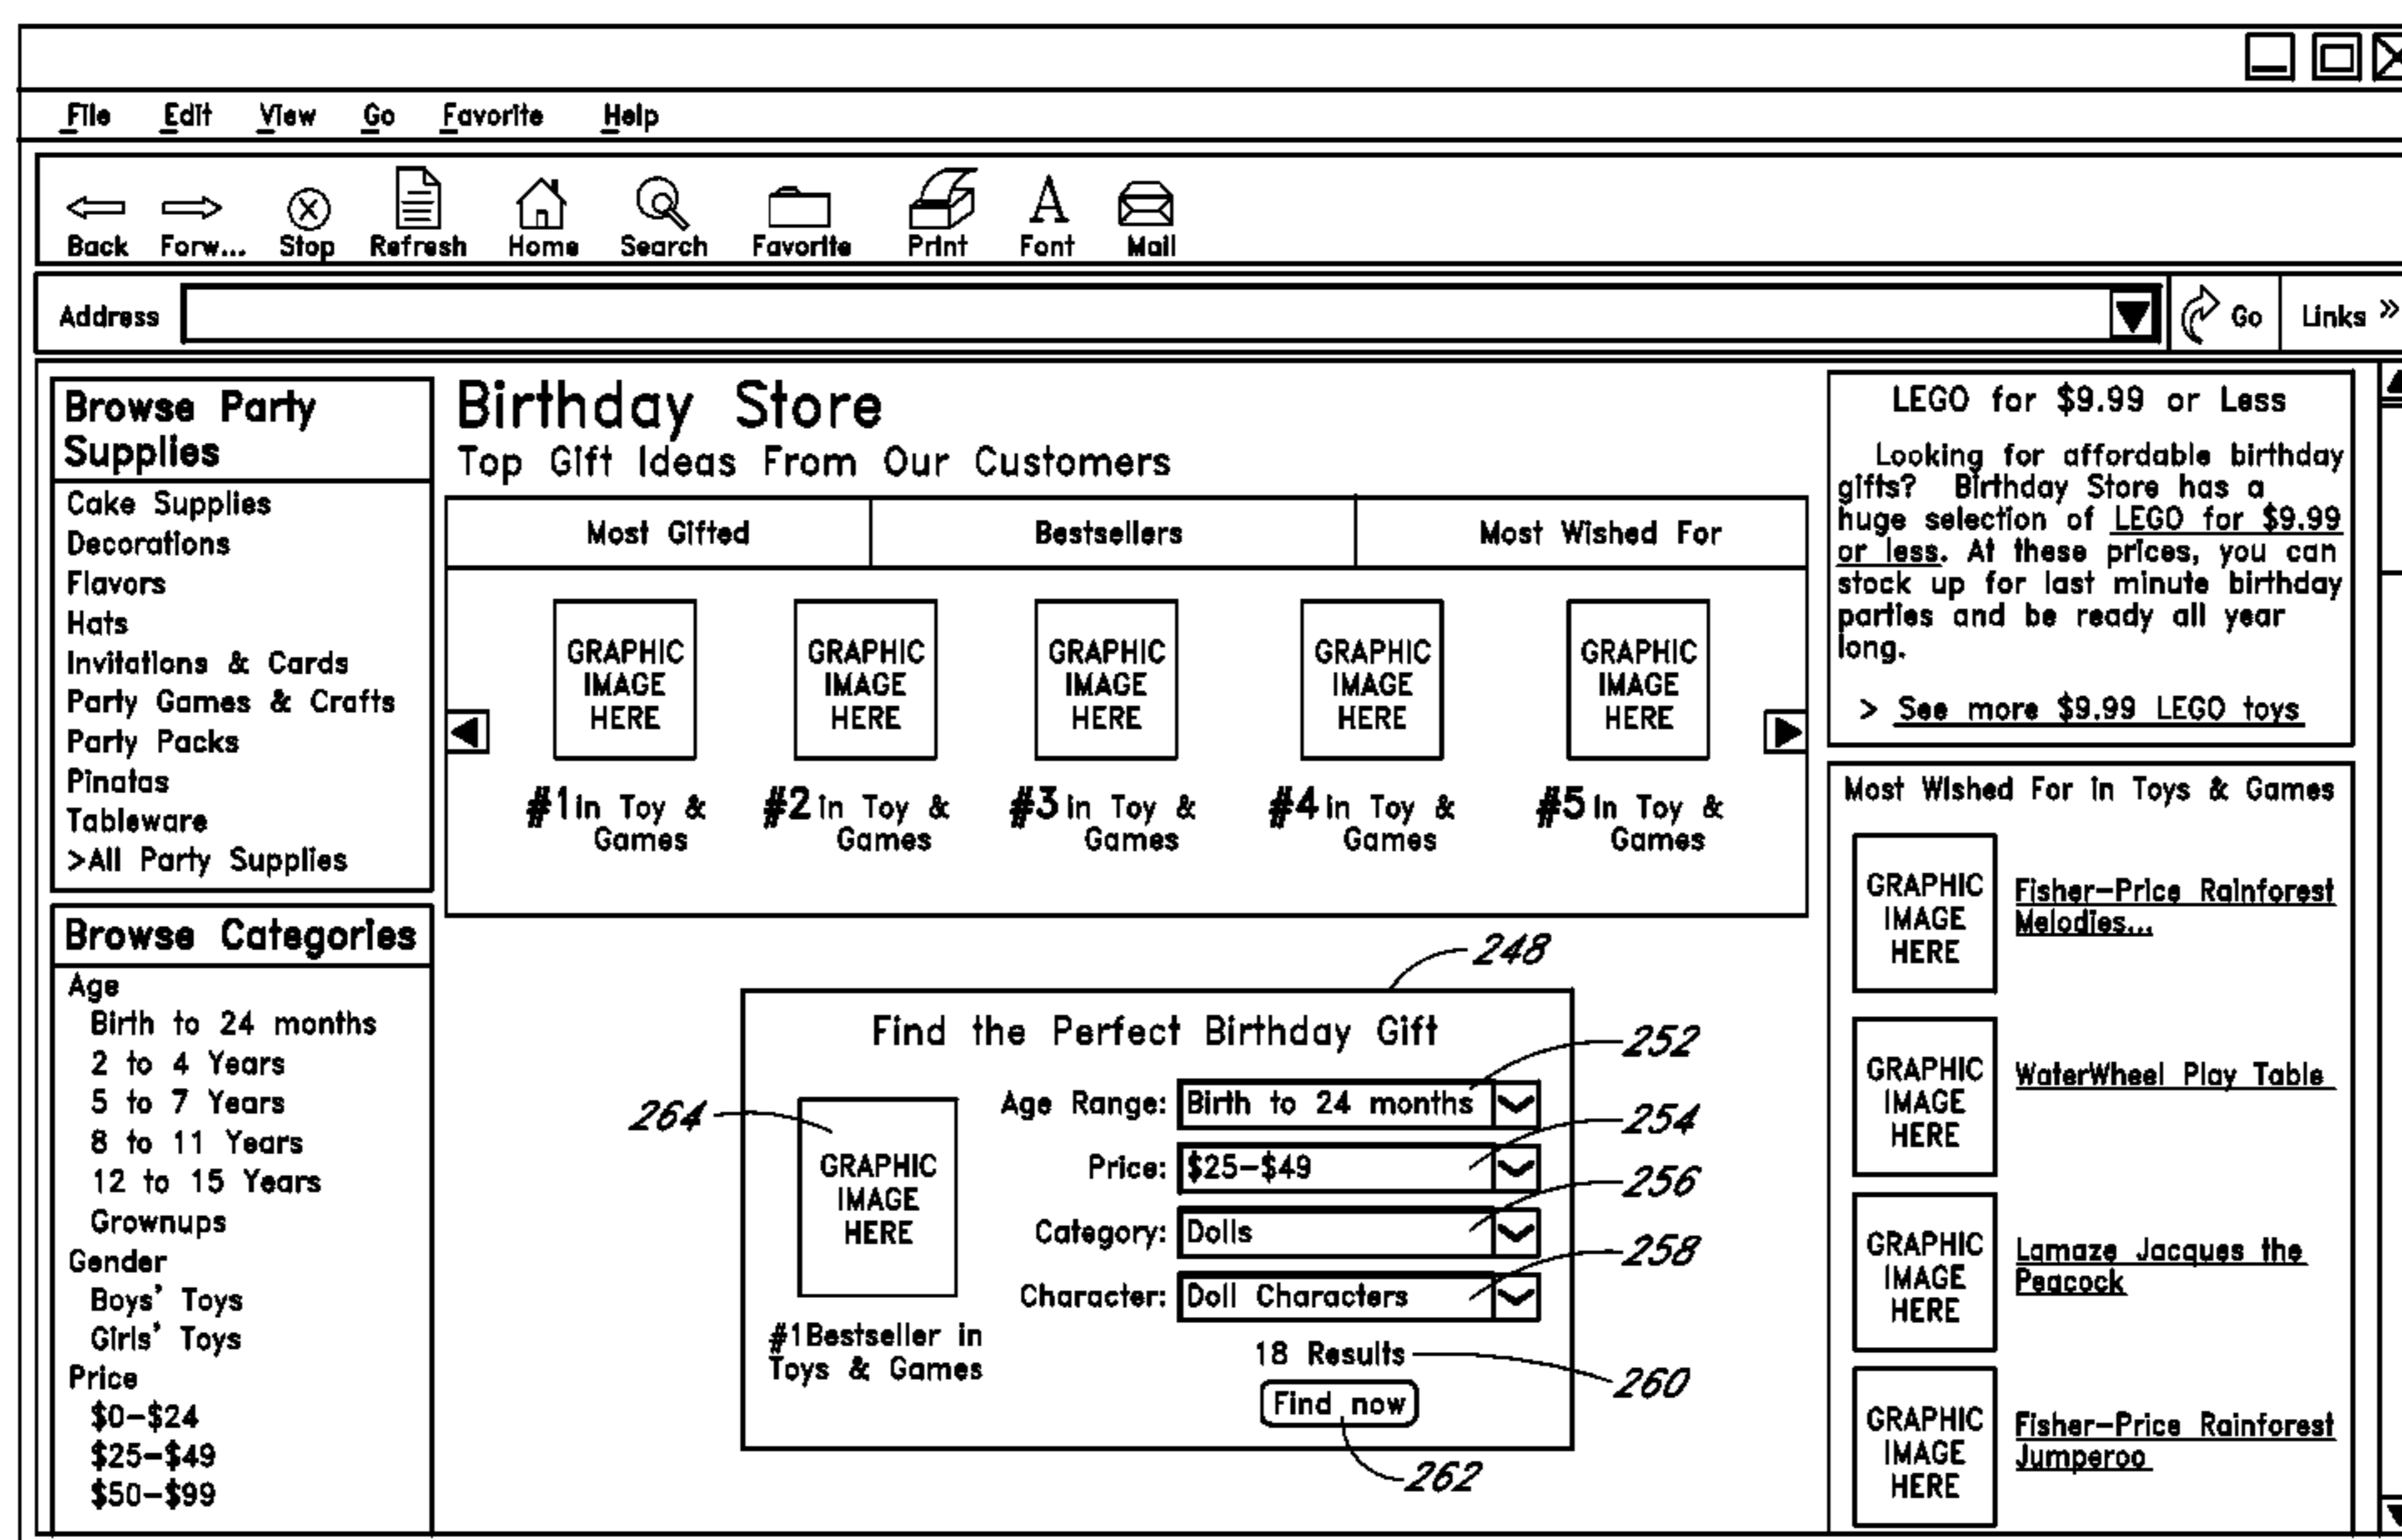 File Edit View Go Favorite Help
Back Forw... Stop Refresh Home Search Favorite Print Font Mail
Address Go Links »
Browse Party
Supplies
Cake Supplies
Decorations
Flavors
Hats
Invitations & Cards
Party Games & Crafts
Party Packs
Pinatas
Tableware
>All Party Supplies
Browse Categories
Age
Birth to 24 months
2 to 4 Years
5 to 7 Years
8 to 11 Years
12 to 15 Years
Grownups
Gender
Boys' Toys
Girls' Toys
Price
$0-$24
$25-$49
$50-$99
Birthday Store
Top Gift Ideas From Our Customers
Most Gifted Bestsellers Most Wished For
GRAPHIC GRAPHIC GRAPHIC GRAPHIC GRAPHIC
IMAGE IMAGE IMAGE IMAGE IMAGE
HERE HERE HERE HERE HERE
#1 in Toy & #2 in Toy & #3 in Toy & #4 in Toy & #5 in Toy &
Games Games Games Games Games
248
Find the Perfect Birthday Gift
252
264
GRAPHIC
IMAGE
HERE
#1 Bestseller in
Toys & Games
Age Range: Birth to 24 months
254
Price: $25-$49
256
Category: Dolls
258
Character: Doll Characters
18 Results
260
Find now
262
LEGO for $9.99 or Less
Looking for affordable birthday
gifts? Birthday Store has a
huge selection of LEGO for $9.99
or less. At these prices, you can
stock up for last minute birthday
parties and be ready all year
long.
> See more $9.99 LEGO toys
Most Wished For in Toys & Games
GRAPHIC
IMAGE
HERE
Fisher-Price Rainforest
Melodies...
GRAPHIC
IMAGE
HERE
WaterWheel Play Table
GRAPHIC
IMAGE
HERE
Lamaze Jacques the
Peacock
GRAPHIC
IMAGE
HERE
Fisher-Price Rainforest
Jumperoo